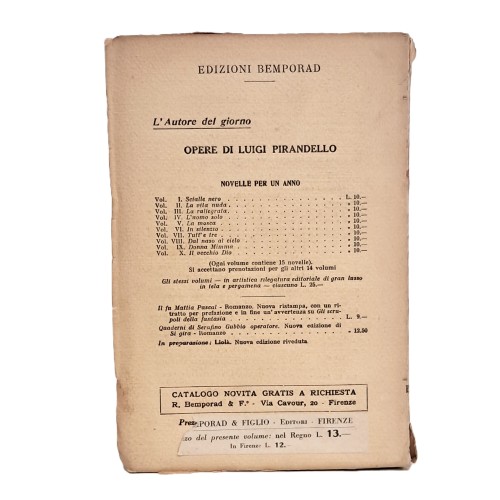 EDIZIONI BEMPORAD
L'Autore del giorno
OPERE DI LUIGI PIRANDELLO
NOVELLE PER UN ANNO
Vol. I. Scialle nero L. 10.—
Vol. II. La vita nuda » 10.—
Vol. III. La rallegrata » 10.—
Vol. IV. L'uomo solo » 10.—
Vol. V. La mosca » 10.—
Vol. VI. In silenzio » 10.—
Vol. VII. Tutt'e tre » 10.—
Vol. VIII. Dal naso al cielo » 10.—
Vol. IX. Donna Mimma » 10.—
Vol. X. Il vecchio Dio » 10.—
(Ogni volume contiene 15 novelle).
Si accettano prenotazioni per gli altri 14 volumi
Gli stessi volumi — in artistica rilegatura editoriale di gran lusso
in tela e pergamena — ciascuno L. 25.—
Il fu Mattia Pascal - Romanzo. Nuova ristampa, con un ri-
tratto per prefazione e in fine un'avvertenza su Gli scru-
poli della fantasia L. 9.—
Quaderni di Serafino Gubbio operatore. Nuova edizione di
Si gira - Romanzo » 12.50
In preparazione: Liolà. Nuova edizione riveduta.
CATALOGO NOVITA GRATIS A RICHIESTA
R. Bemporad & F.º - Via Cavour, 20 - Firenze
Prez
PORAD & FIGLIO - Editori - FIRENZE
zo del presente volume: nel Regno L. 13.—
In Firenze L. 12.—